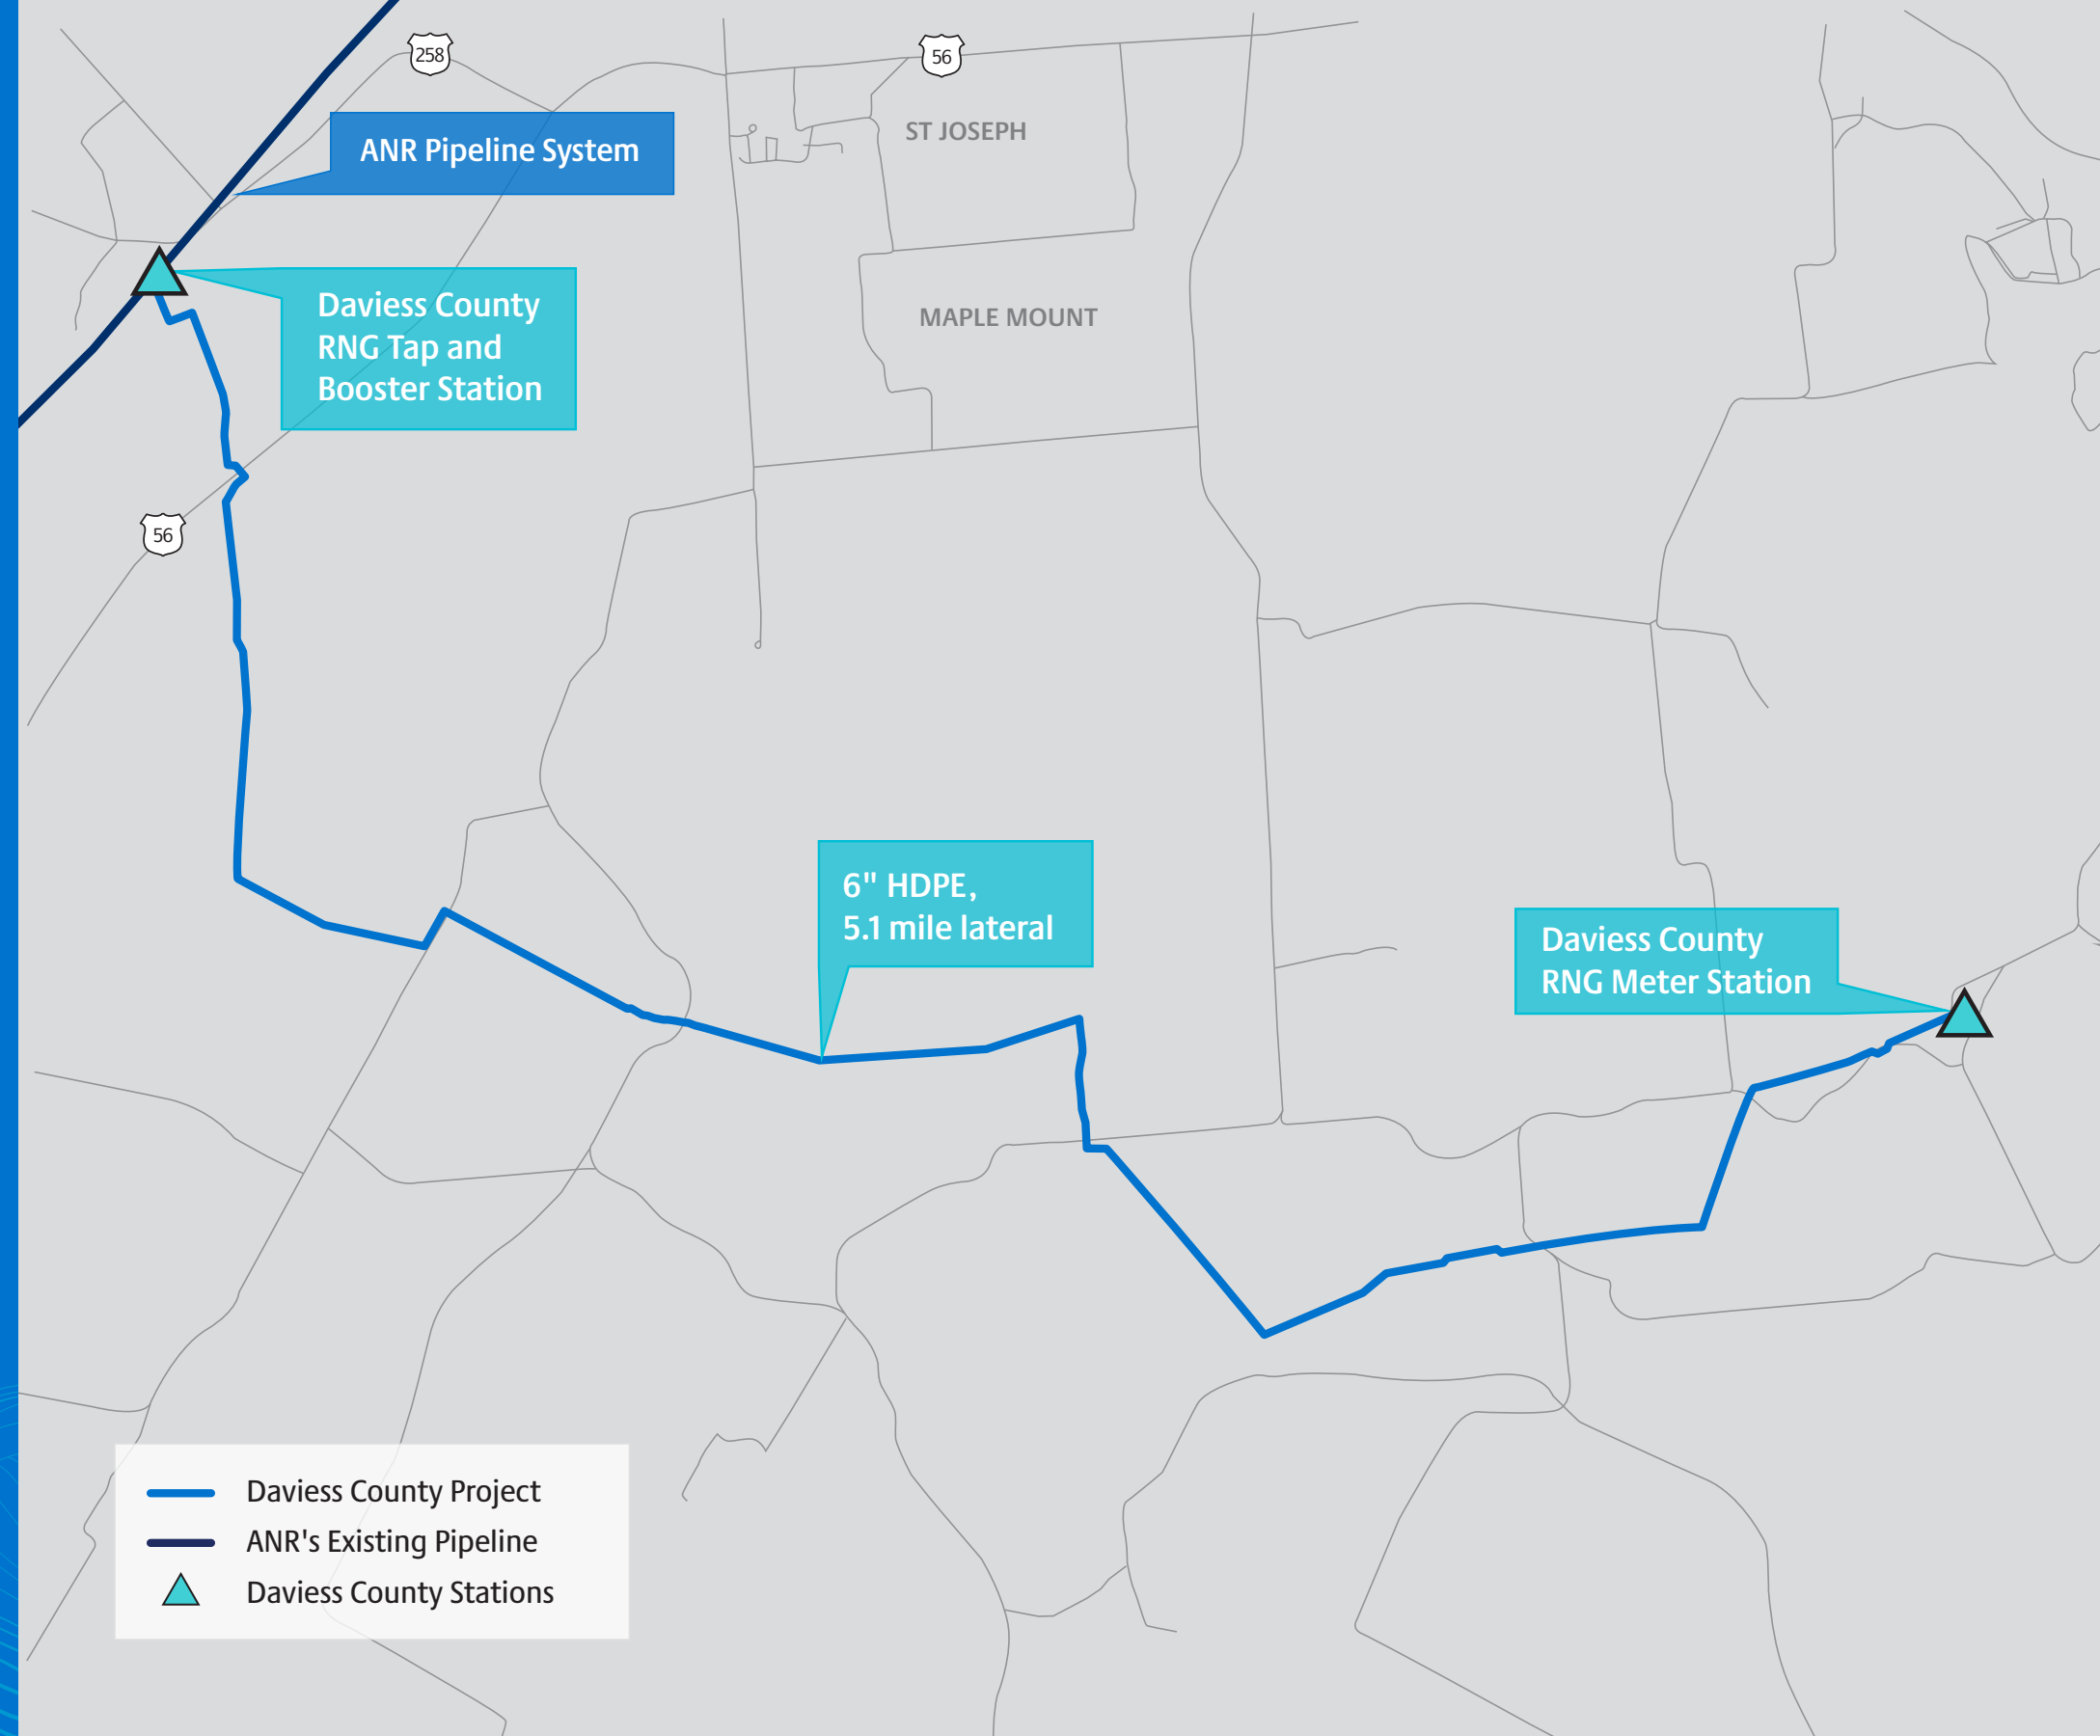 258
56
ANR Pipeline System
ST JOSEPH
MAPLE MOUNT
Daviess County
RNG Tap and
Booster Station
56
6" HDPE,
5.1 mile lateral
Daviess County
RNG Meter Station
Daviess County Project
ANR's Existing Pipeline
Daviess County Stations